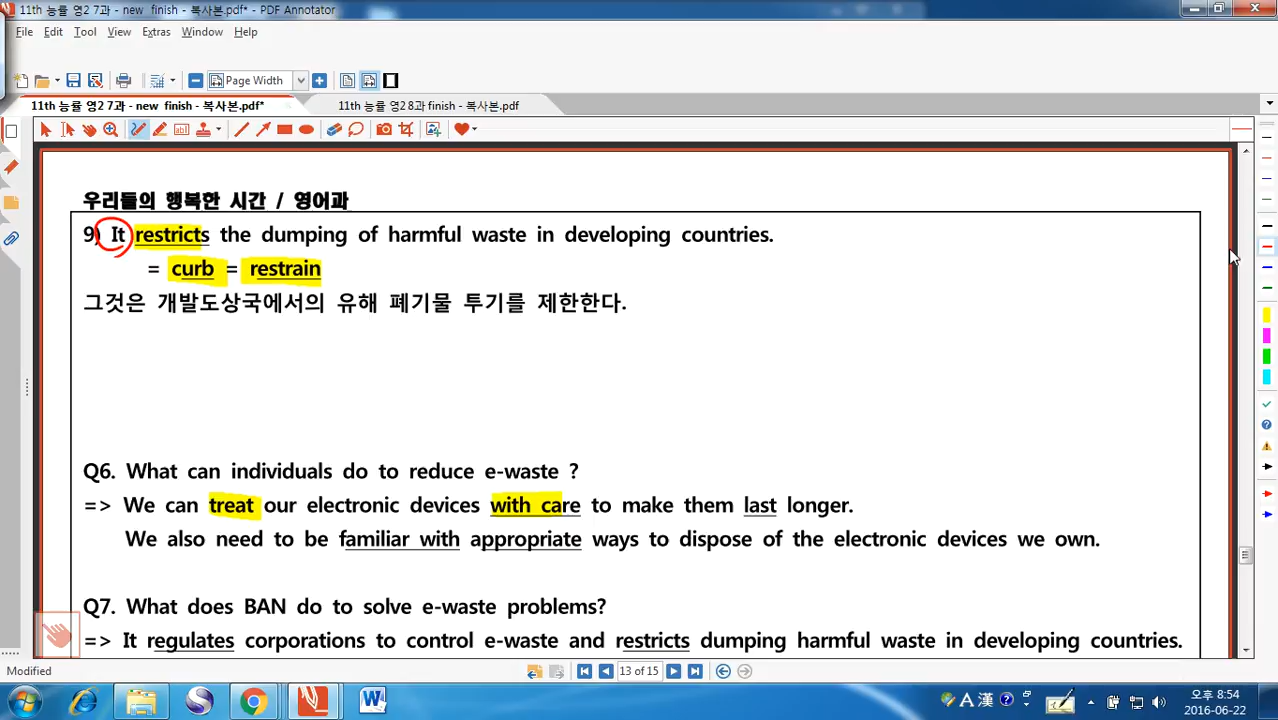 11th 능률 영2 7과 - new finish - 복사본.pdf* - PDF Annotator
File Edit Tool View Extras Window Help
Page Width
11th 능률 영2 7과 - new finish - 복사본.pdf* 11th 능률 영2 8과 finish - 복사본.pdf
우리들의 행복한 시간 / 영어과
9) It restricts the dumping of harmful waste in developing countries.
= curb = restrain
그것은 개발도상국에서의 유해 폐기물 투기를 제한한다.
Q6. What can individuals do to reduce e-waste ?
=> We can treat our electronic devices with care to make them last longer.
We also need to be familiar with appropriate ways to dispose of the electronic devices we own.
Q7. What does BAN do to solve e-waste problems?
=> It regulates corporations to control e-waste and restricts dumping harmful waste in developing countries.
Modified 13 of 15
A 漢 오후 8:54
2016-06-22